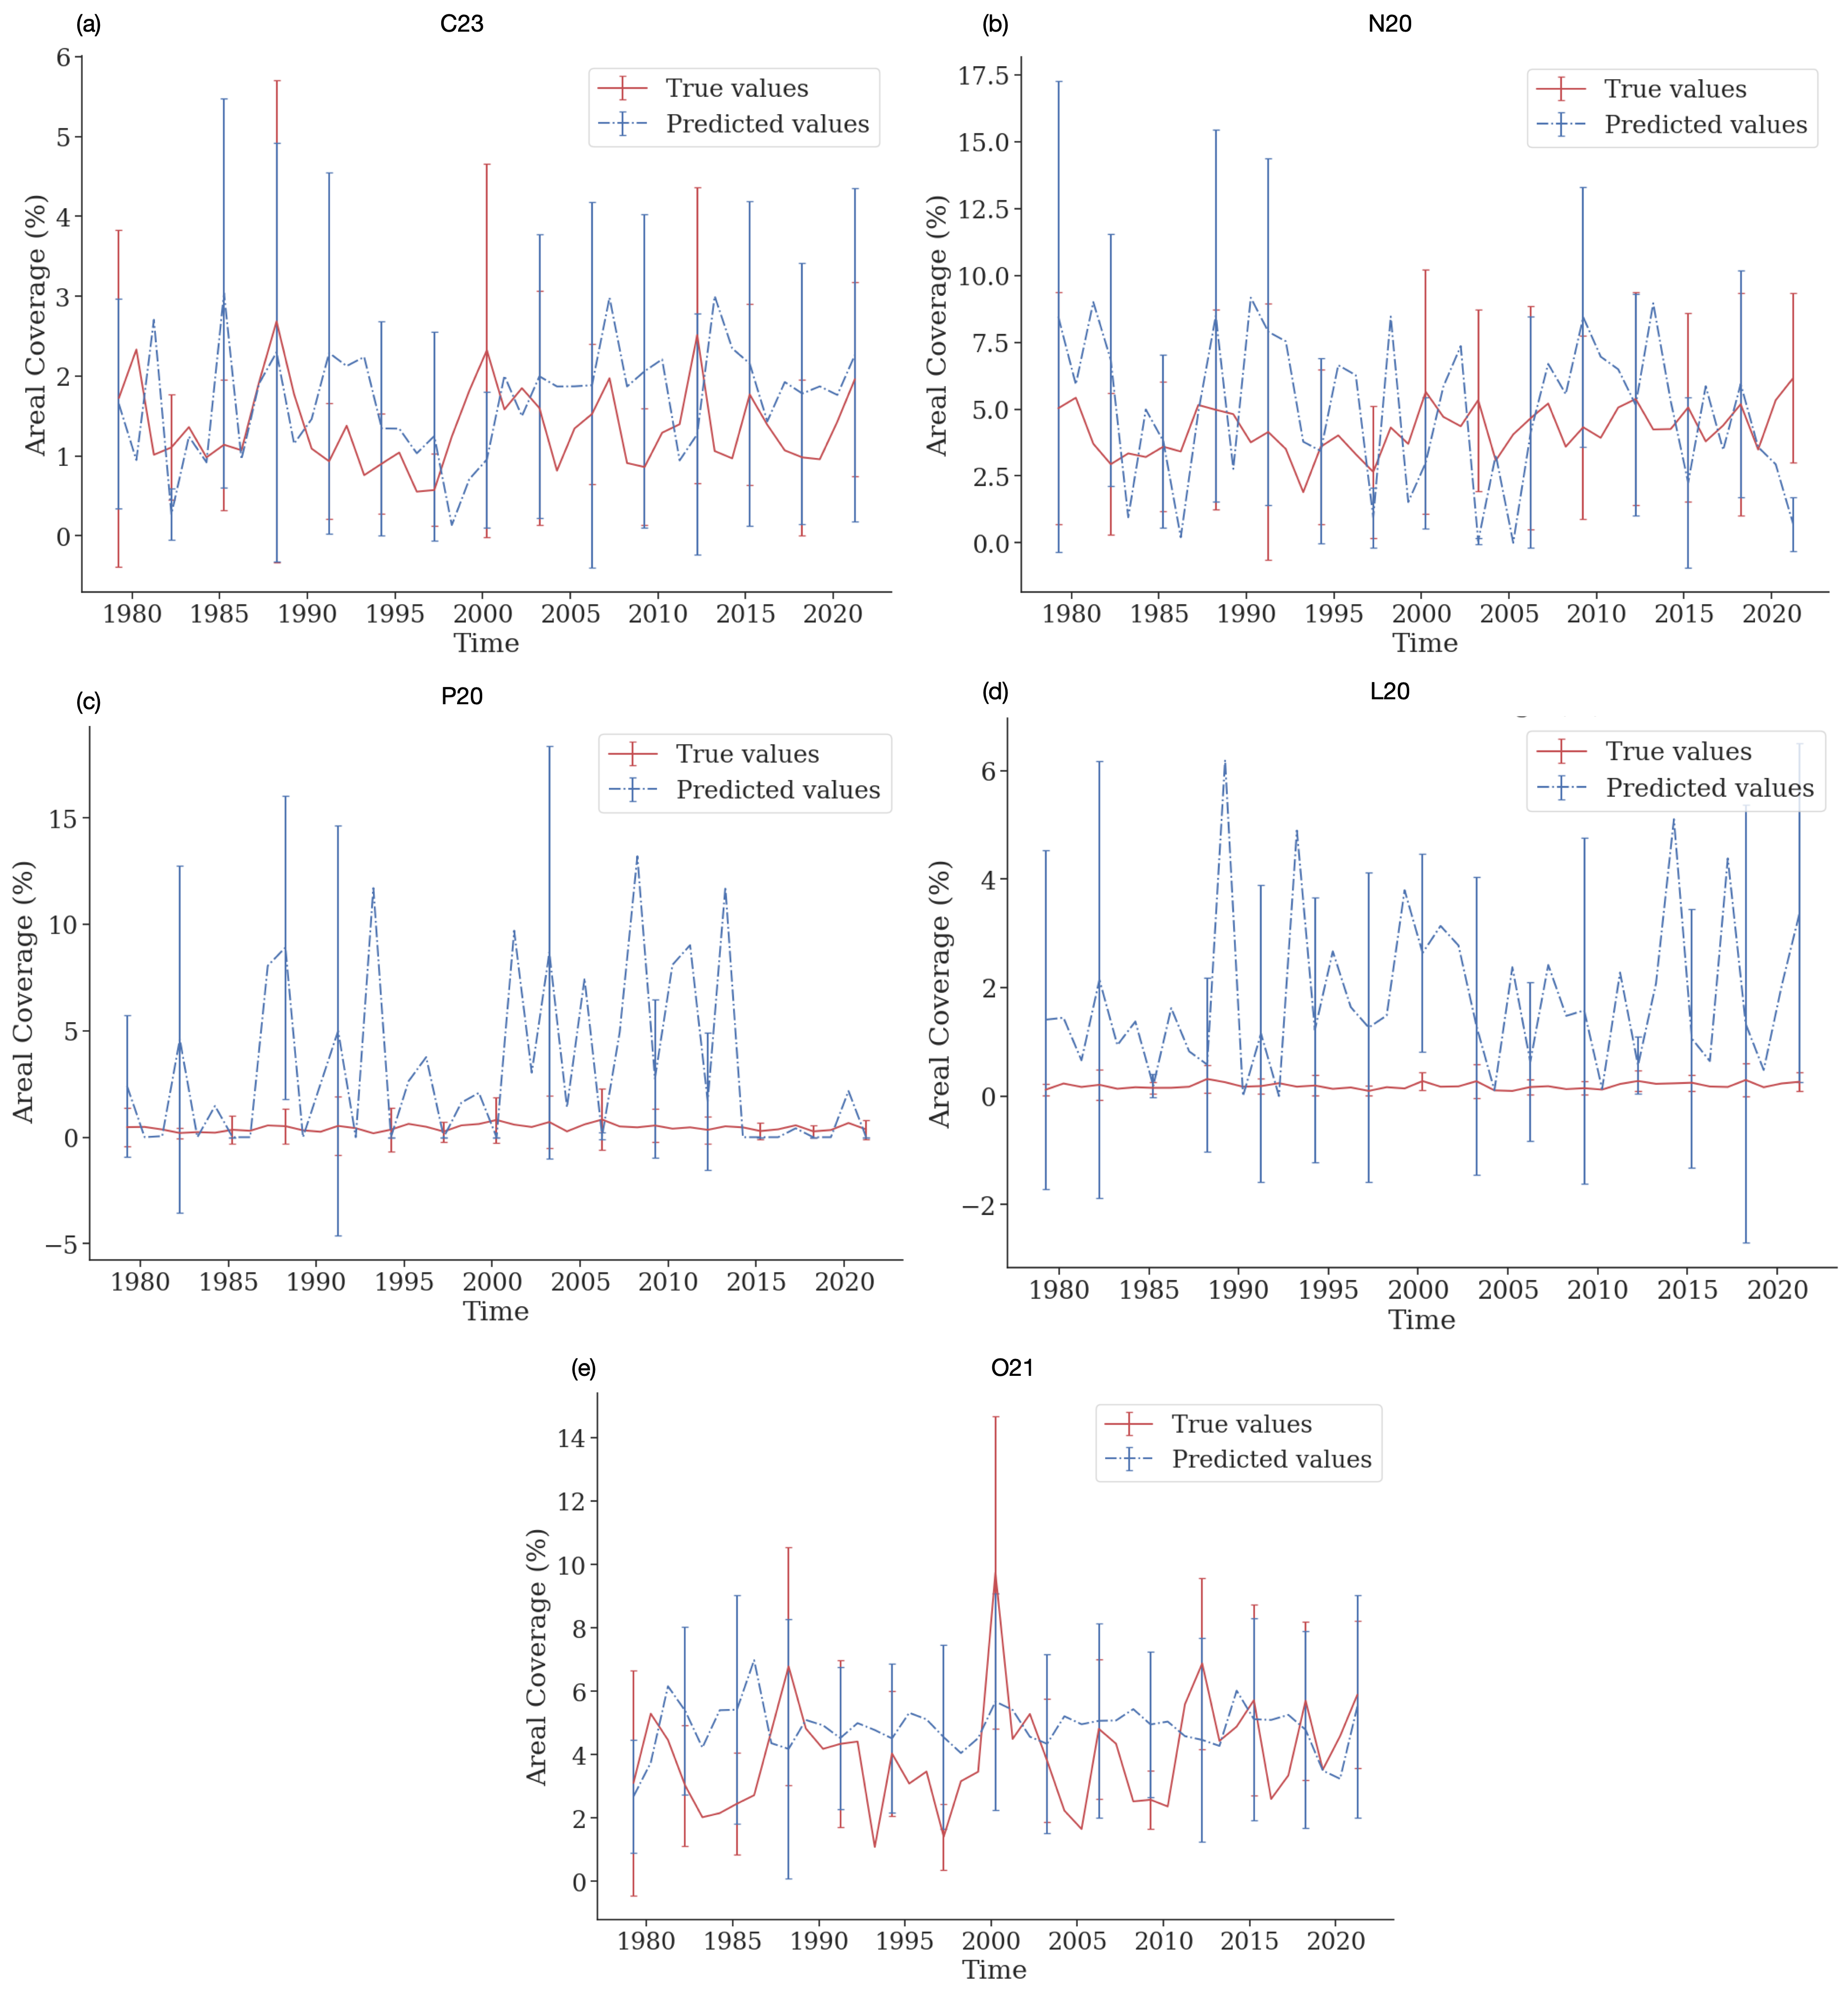 (a) C23
6
5
4
3
2
1
0
Areal Coverage (%)
True values
Predicted values
1980 1985 1990 1995 2000 2005 2010 2015 2020
Time
(b) N20
17.5
15.0
12.5
10.0
7.5
5.0
2.5
0.0
Areal Coverage (%)
True values
Predicted values
1980 1985 1990 1995 2000 2005 2010 2015 2020
Time
(c) P20
15
10
5
0
−5
Areal Coverage (%)
True values
Predicted values
1980 1985 1990 1995 2000 2005 2010 2015 2020
Time
(d) L20
6
4
2
0
−2
Areal Coverage (%)
True values
Predicted values
1980 1985 1990 1995 2000 2005 2010 2015 2020
Time
(e) O21
14
12
10
8
6
4
2
0
Areal Coverage (%)
True values
Predicted values
1980 1985 1990 1995 2000 2005 2010 2015 2020
Time